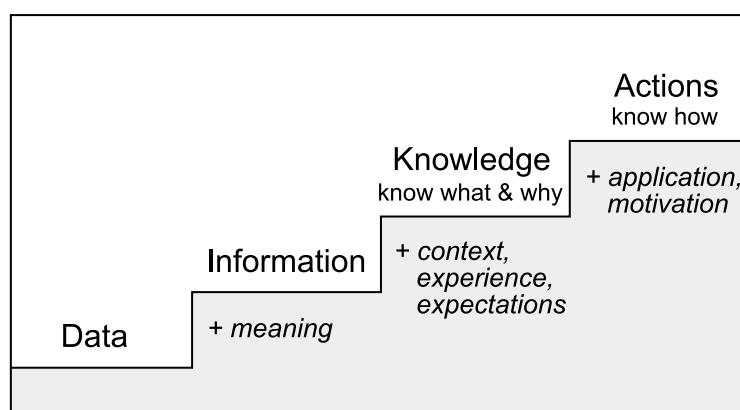 Data
Information
+ meaning
Knowledge
know what & why
+ context,
experience,
expectations
Actions
know how
+ application,
motivation